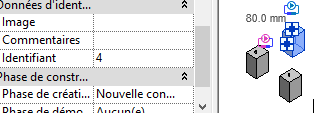 Données d'ident...
Image
Commentaires
Identifiant 4
Phase de constr...
Phase de créati... Nouvelle con...
Phase de démo... Aucun(e)
80.0 mm